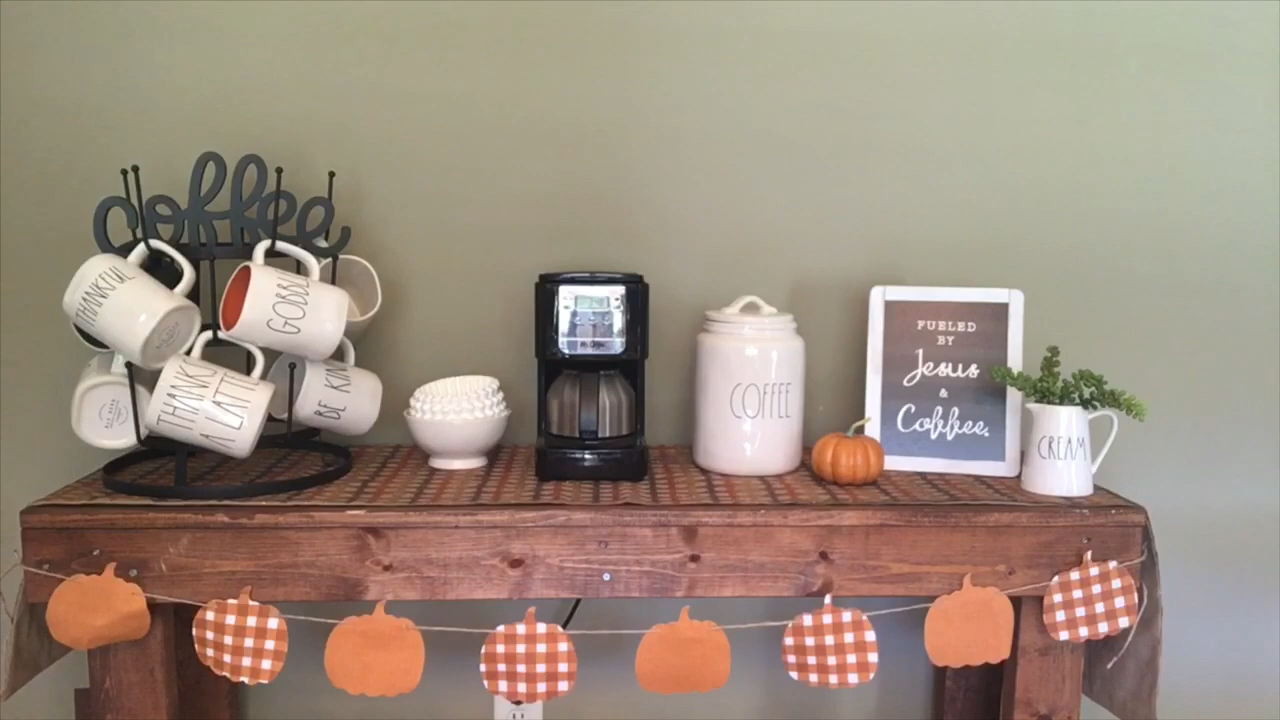 coffee
THANKFUL
GOBBLE
THANKS
A LATTE
BE KIND
COFFEE
FUELED
BY
Jesus
&
Coffee.
CREAM